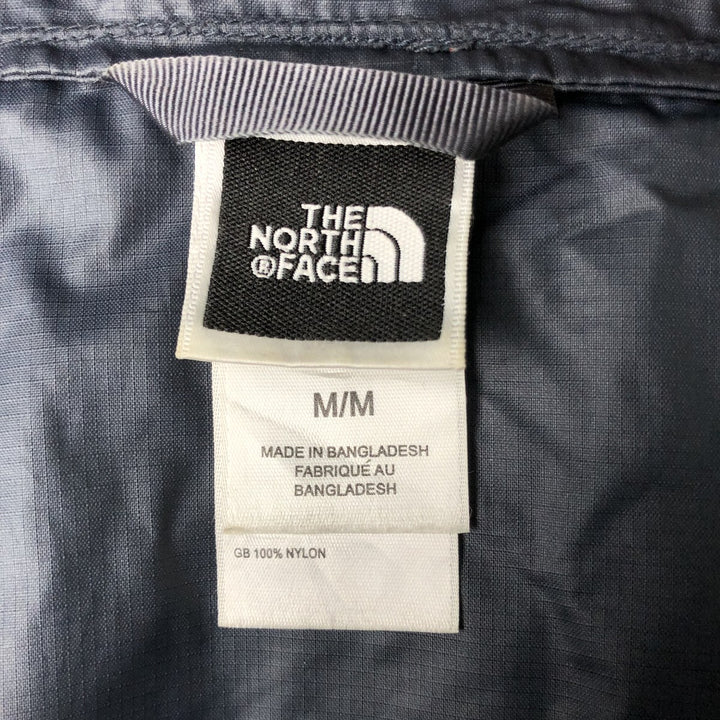 THE
NORTH
® FACE
M/M
MADE IN BANGLADESH
FABRIQUÉ AU
BANGLADESH
GB 100% NYLON